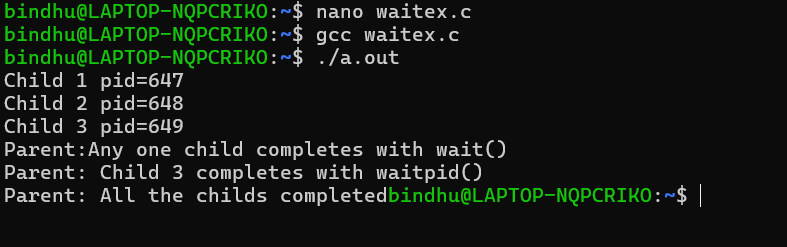 bindhu@LAPTOP-NQPCRIKO:~$ nano waitex.c
bindhu@LAPTOP-NQPCRIKO:~$ gcc waitex.c
bindhu@LAPTOP-NQPCRIKO:~$ ./a.out
Child 1 pid=647
Child 2 pid=648
Child 3 pid=649
Parent:Any one child completes with wait()
Parent: Child 3 completes with waitpid()
Parent: All the childs completedbindhu@LAPTOP-NQPCRIKO:~$